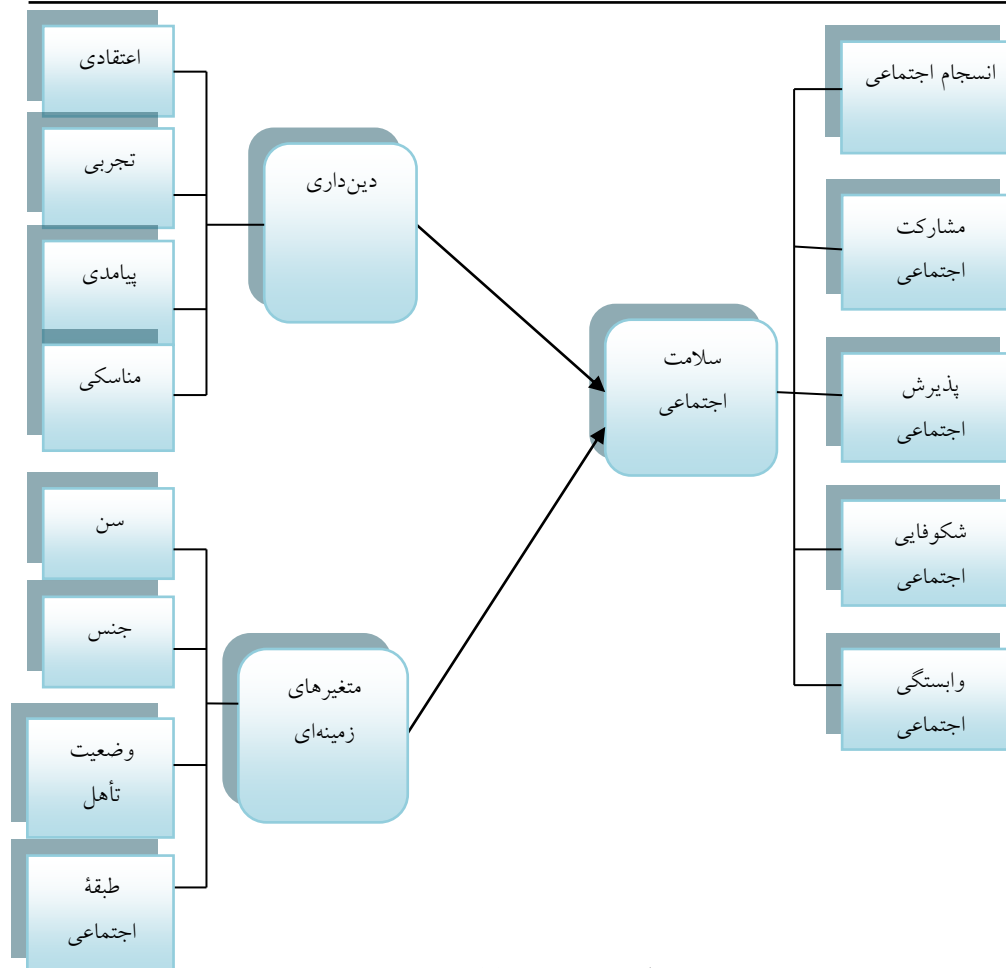 اعتقادی
تجربی
پیامدی
مناسکی
دین‌داری
سن
جنس
وضعیت
تأهل
طبقهٔ
اجتماعی
متغیرهای
زمینه‌ای
سلامت
اجتماعی
انسجام اجتماعی
مشارکت
اجتماعی
پذیرش
اجتماعی
شکوفایی
اجتماعی
وابستگی
اجتماعی